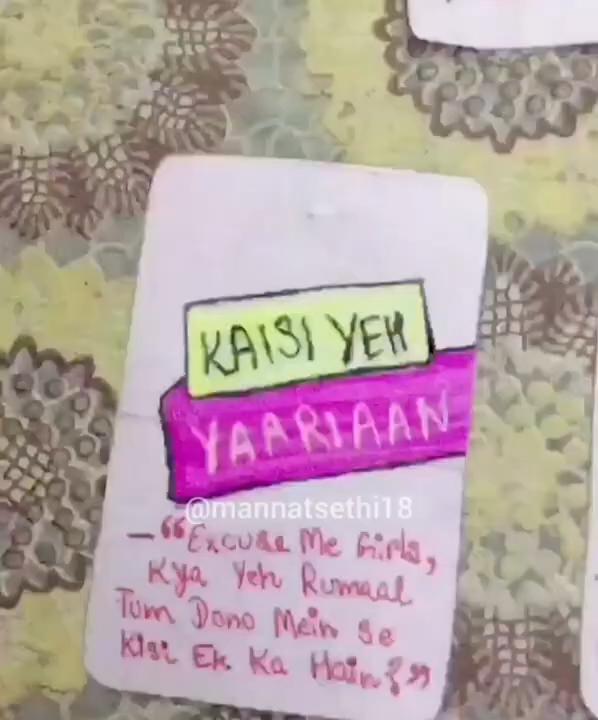 KAISI YEH
YAARIAAN
@mannatsethi18
— “Excuse Me Girls,
Kya Yeh Rumaal
Tum Dono Mein Se
Kisi Ek Ka Hain?”